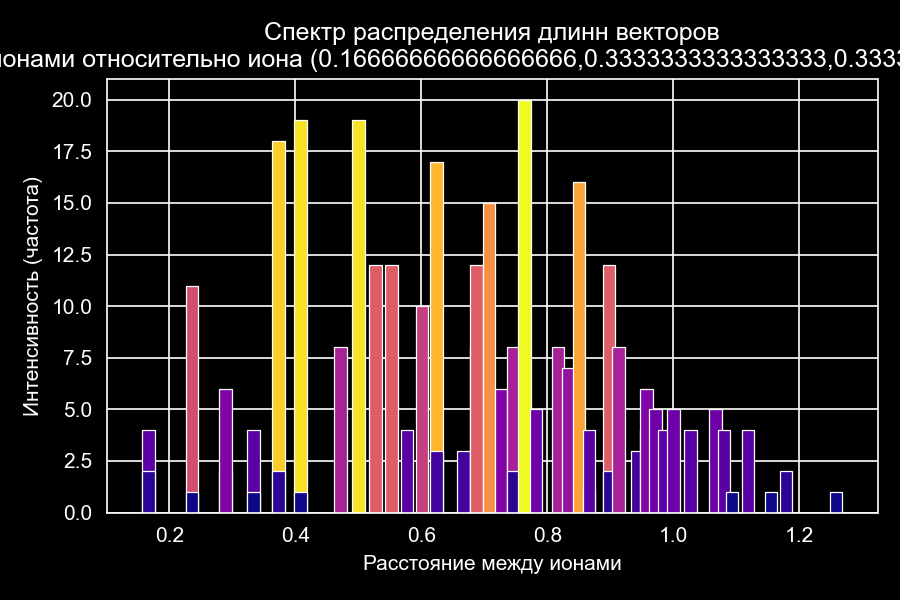 Спектр распределения длинн векторов
ионами относительно иона (0.16666666666666666,0.3333333333333333,0.333
20.0
17.5
15.0
12.5
10.0
7.5
5.0
2.5
0.0
Интенсивность (частота)
0.2 0.4 0.6 0.8 1.0 1.2
Расстояние между ионами